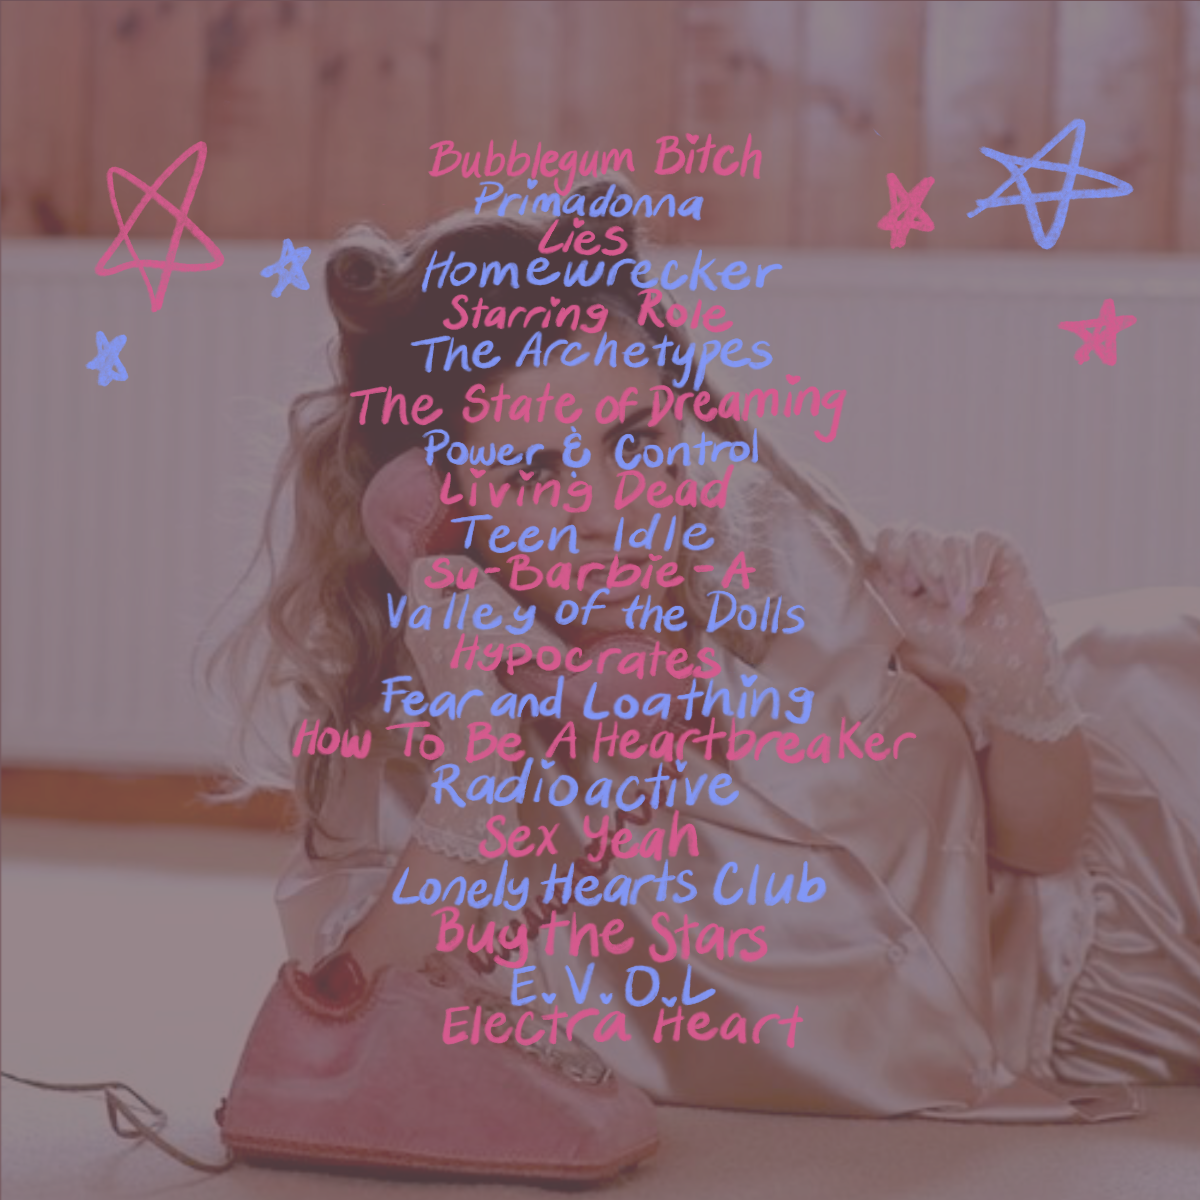 Bubblegum Bitch
Primadonna
Lies
Homewrecker
Starring Role
The Archetypes
The State of Dreaming
Power & Control
Living Dead
Teen Idle
Su-Barbie-A
Valley of the Dolls
Hypocrates
Fear and Loathing
How To Be A Heartbreaker
Radioactive
Sex Yeah
Lonely Hearts Club
Buy the Stars
E.V.O.L
Electra Heart